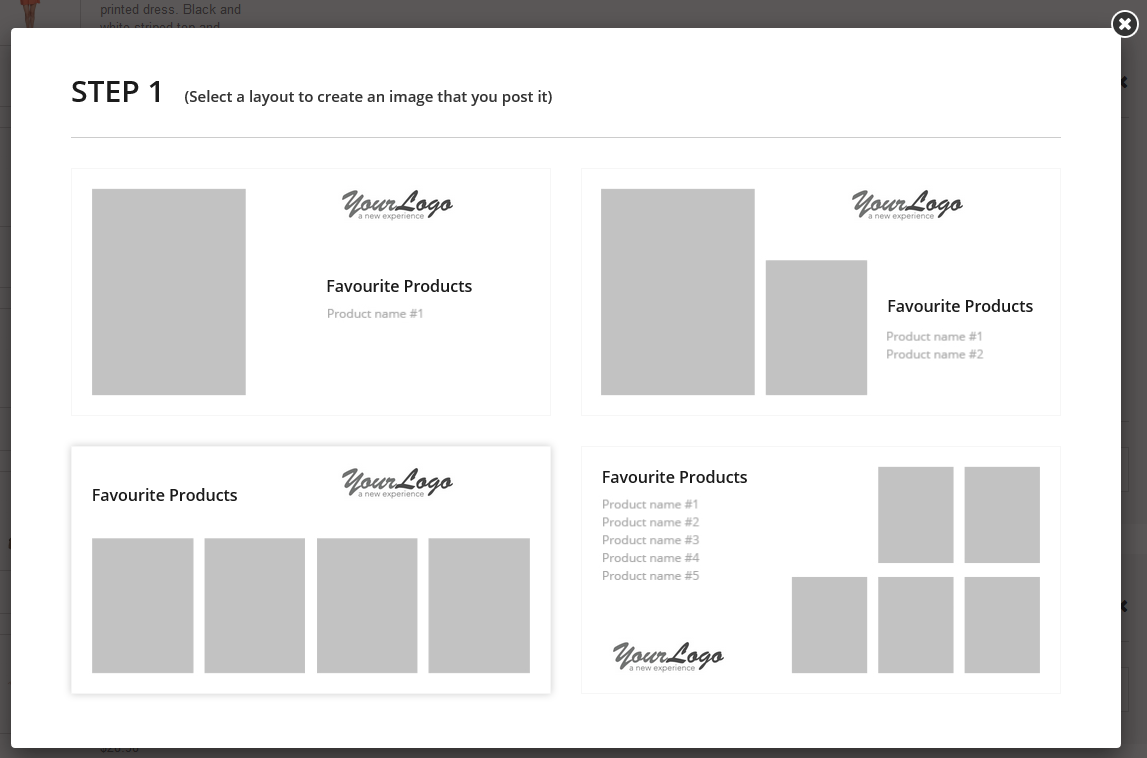 printed dress. Black and
white striped top and
STEP 1 (Select a layout to create an image that you post it)
YourLogo
a new experience
Favourite Products
Product name #1
YourLogo
a new experience
Favourite Products
Product name #1
Product name #2
Favourite Products
YourLogo
a new experience
Favourite Products
Product name #1
Product name #2
Product name #3
Product name #4
Product name #5
YourLogo
a new experience